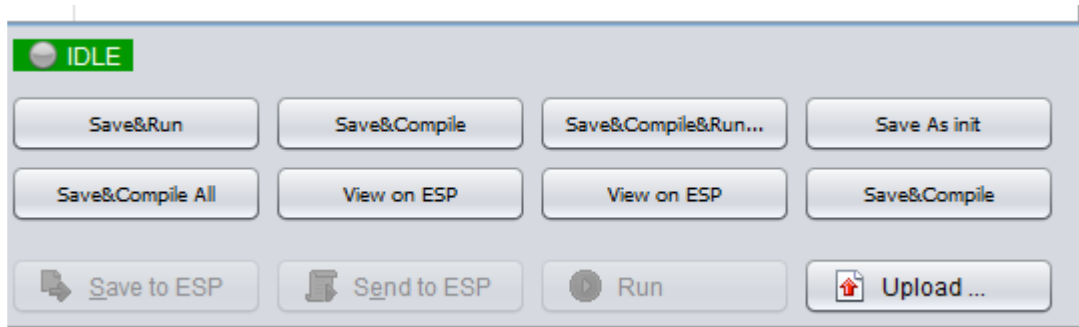 IDLE
Save&Run Save&Compile Save&Compile&Run... Save As init
Save&Compile All View on ESP View on ESP Save&Compile
Save to ESP Send to ESP Run Upload ...